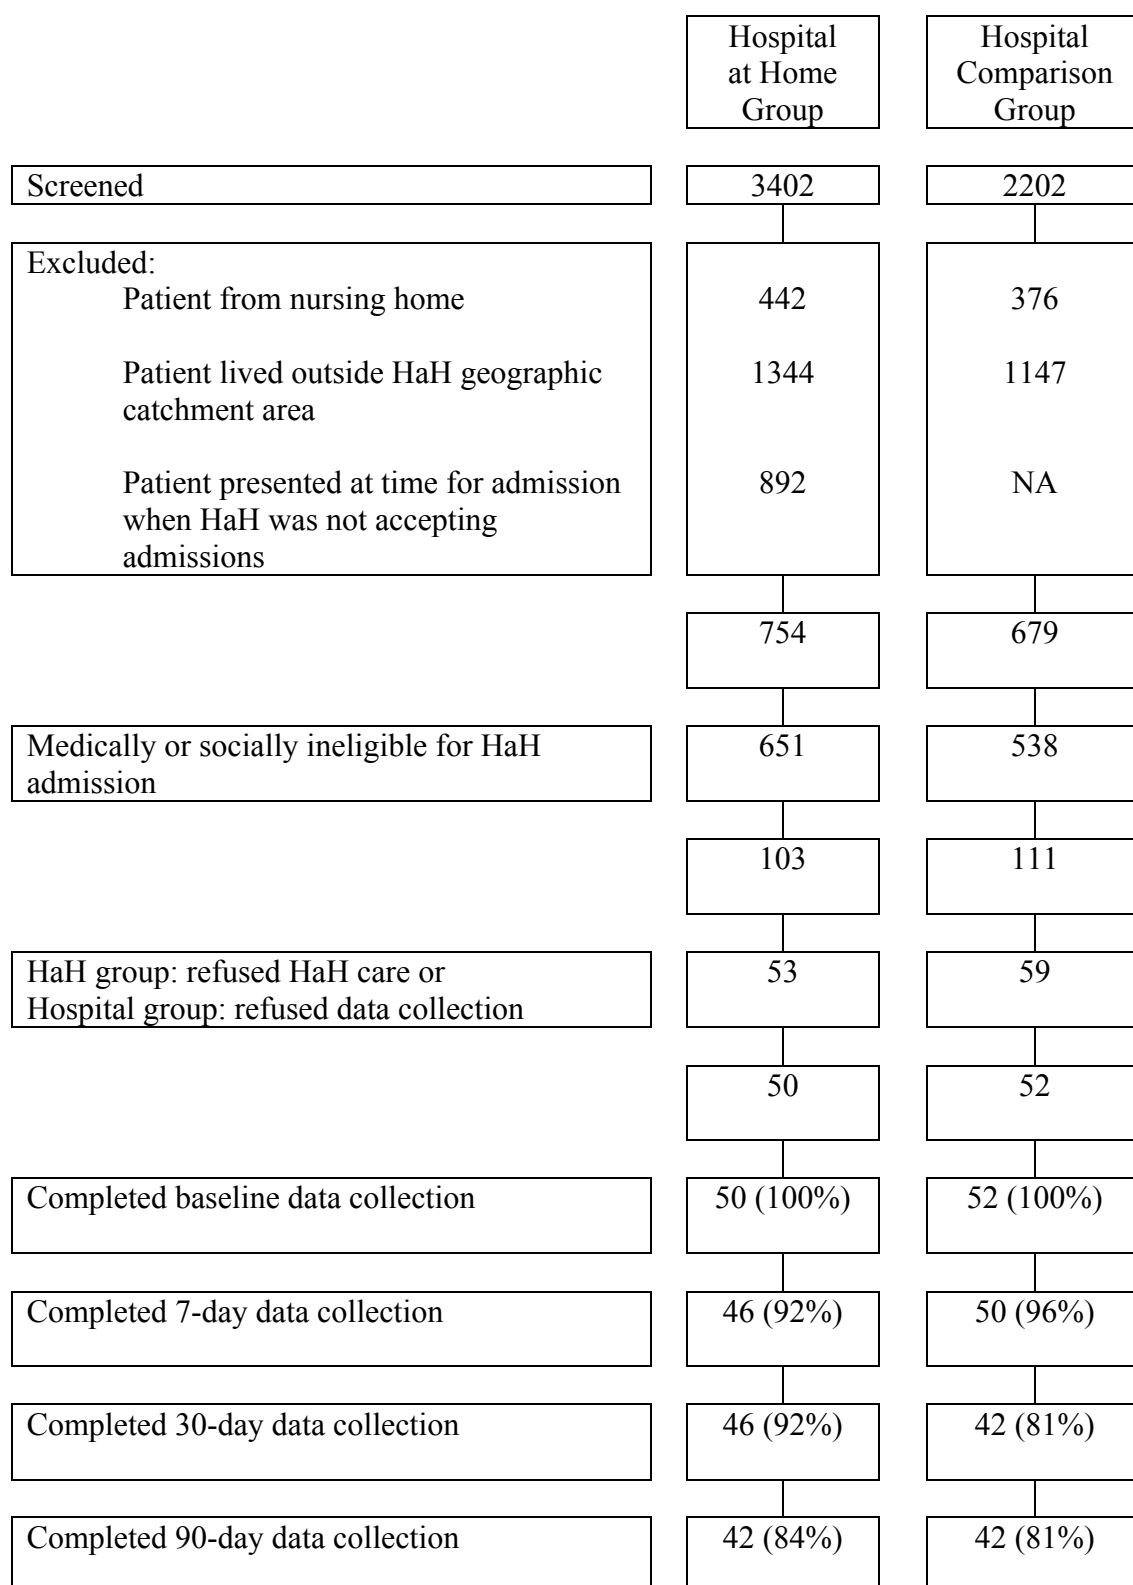 Hospital
at Home
Group
Hospital
Comparison
Group
Screened
3402
2202
Excluded:
Patient from nursing home
442
376
Patient lived outside HaH geographic
catchment area
1344
1147
Patient presented at time for admission
when HaH was not accepting
admissions
892
NA
754
679
Medically or socially ineligible for HaH
admission
651
538
103
111
HaH group: refused HaH care or
Hospital group: refused data collection
53
59
50
52
Completed baseline data collection
50 (100%)
52 (100%)
Completed 7-day data collection
46 (92%)
50 (96%)
Completed 30-day data collection
46 (92%)
42 (81%)
Completed 90-day data collection
42 (84%)
42 (81%)